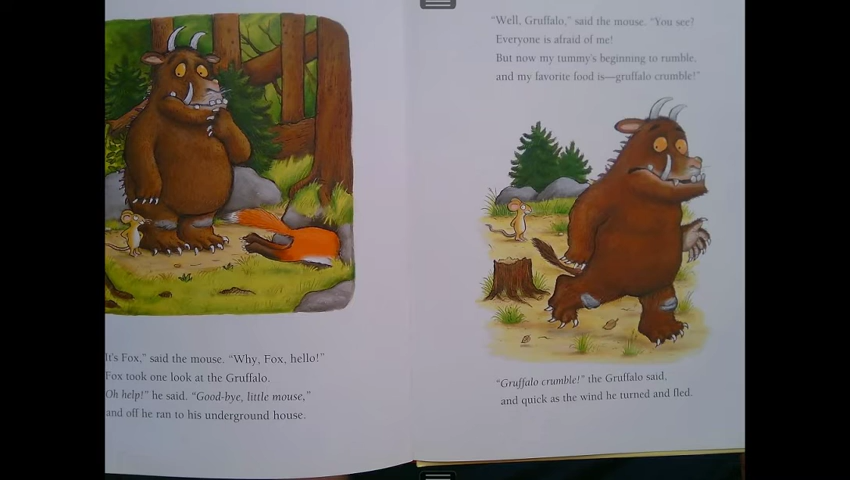 It's Fox," said the mouse. "Why, Fox, hello!"
Fox took one look at the Gruffalo.
Oh help!" he said. "Good-bye, little mouse,"
and off he ran to his underground house.
"Well, Gruffalo," said the mouse. "You see?
Everyone is afraid of me!
But now my tummy's beginning to rumble,
and my favorite food is—gruffalo crumble!"
"Gruffalo crumble!" the Gruffalo said,
and quick as the wind he turned and fled.